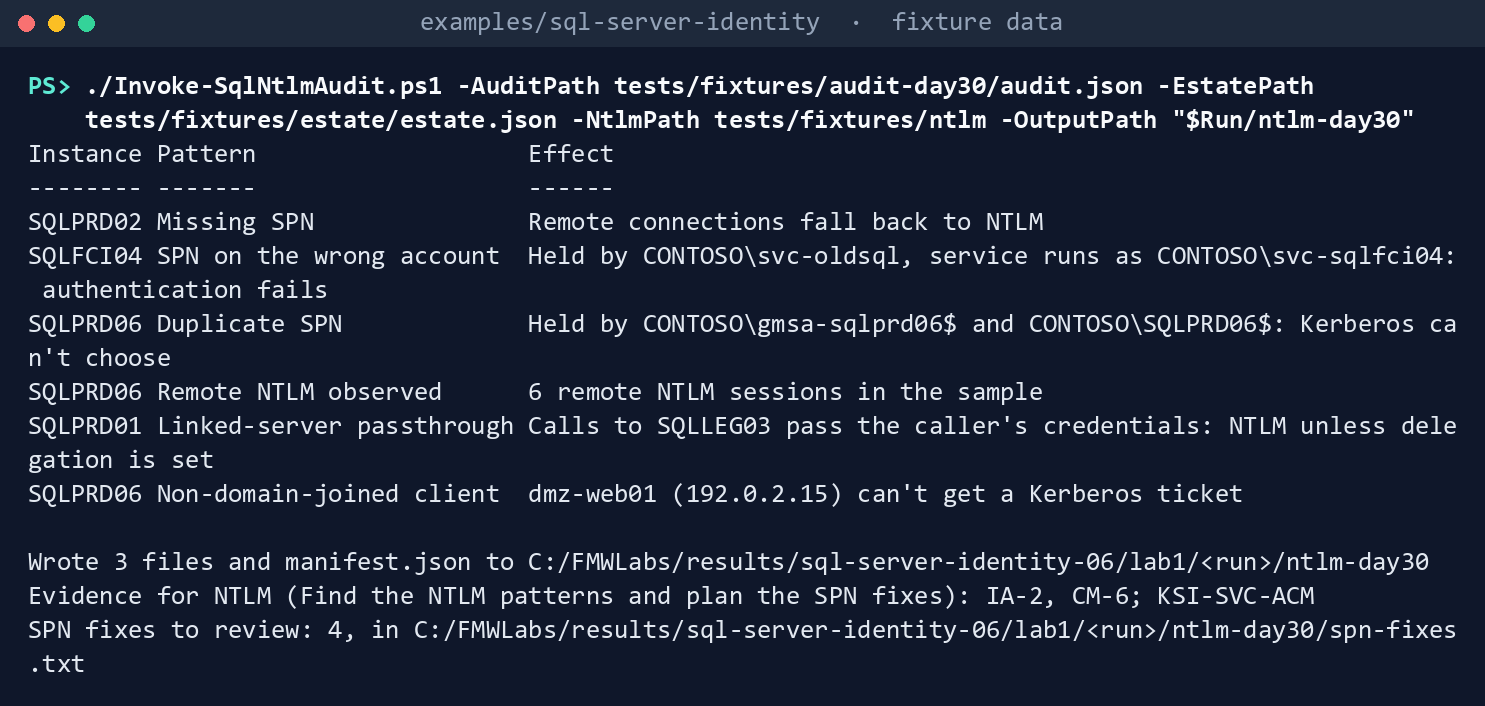 examples/sql-server-identity  ·  fixture data
PS> ./Invoke-SqlNtlmAudit.ps1 -AuditPath tests/fixtures/audit-day30/audit.json -EstatePath
    tests/fixtures/estate/estate.json -NtlmPath tests/fixtures/ntlm -OutputPath "$Run/ntlm-day30"
Instance Pattern                   Effect
-------- -------                   ------
SQLPRD02 Missing SPN               Remote connections fall back to NTLM
SQLFCI04 SPN on the wrong account  Held by CONTOSO\svc-oldsql, service runs as CONTOSO\svc-sqlfci04:
 authentication fails
SQLPRD06 Duplicate SPN             Held by CONTOSO\gmsa-sqlprd06$ and CONTOSO\SQLPRD06$: Kerberos ca
n't choose
SQLPRD06 Remote NTLM observed      6 remote NTLM sessions in the sample
SQLPRD01 Linked-server passthrough Calls to SQLLEG03 pass the caller's credentials: NTLM unless dele
gation is set
SQLPRD06 Non-domain-joined client  dmz-web01 (192.0.2.15) can't get a Kerberos ticket
Wrote 3 files and manifest.json to C:/FMWLabs/results/sql-server-identity-06/lab1/<run>/ntlm-day30
Evidence for NTLM (Find the NTLM patterns and plan the SPN fixes): IA-2, CM-6; KSI-SVC-ACM
SPN fixes to review: 4, in C:/FMWLabs/results/sql-server-identity-06/lab1/<run>/ntlm-day30/spn-fixes
.txt